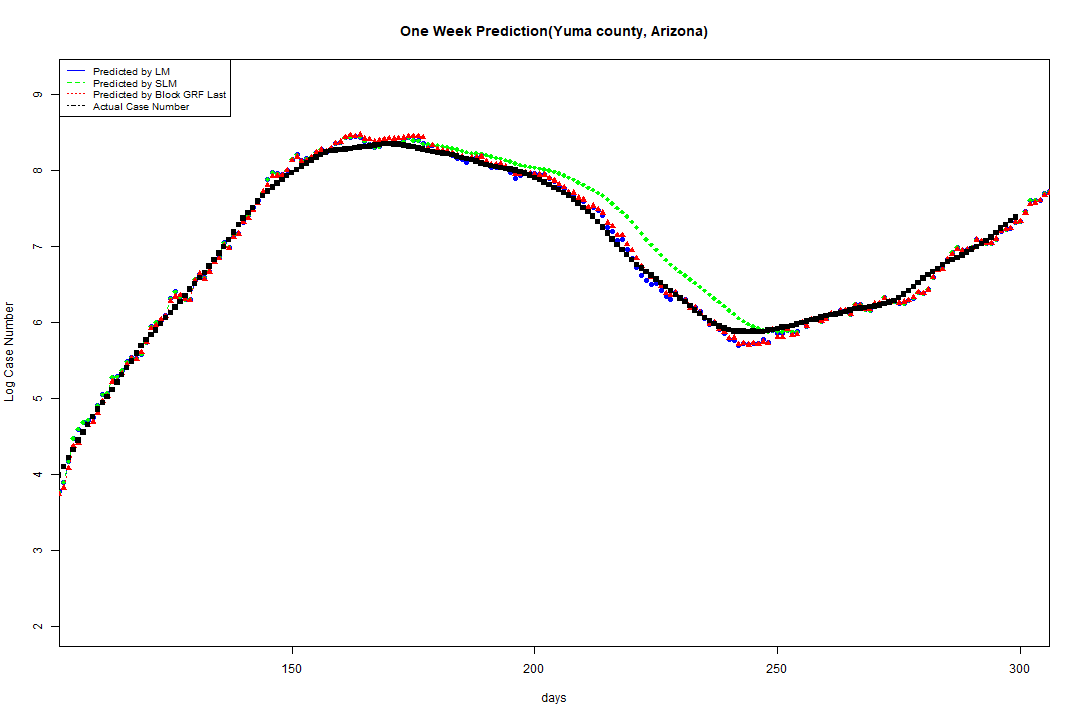 One Week Prediction(Yuma county, Arizona)
Predicted by LM
Predicted by SLM
Predicted by Block GRF Last
Actual Case Number
9
8
7
6
5
4
3
2
Log Case Number
150 200 250 300
days